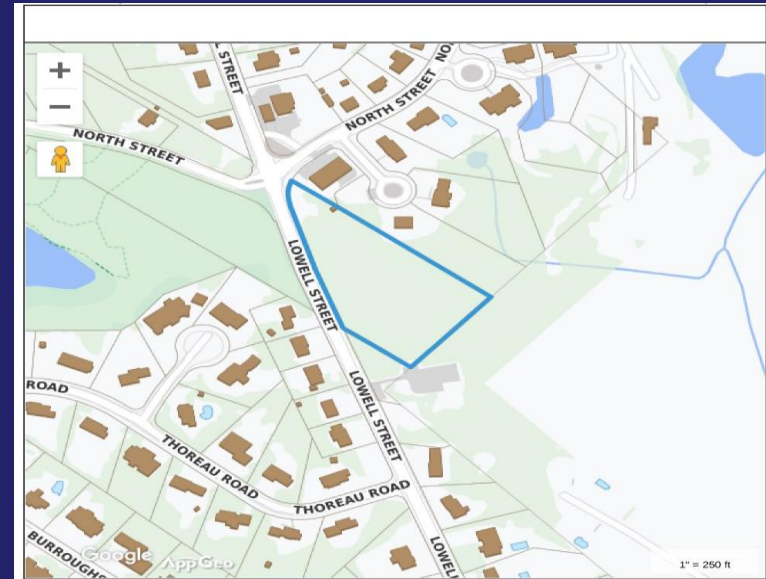 L STREET
NO
NORTH STREET
NORTH STREET
LOWELL STREET
LOWELL STREET
ROAD
THOREAU ROAD
THOREAU ROAD
BURROUGHS
LOWELL
Google AppGeo
1" = 250 ft